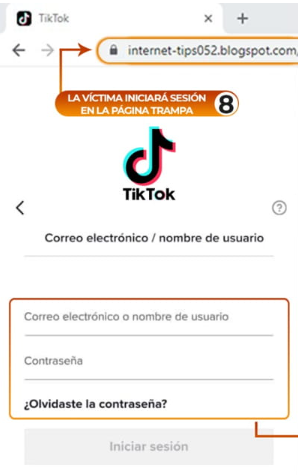 TikTok
internet-tips052.blogspot.com
LA VÍCTIMA INICIARÁ SESIÓN
EN LA PÁGINA TRAMPA
8
TikTok
?
Correo electrónico / nombre de usuario
Correo electrónico o nombre de usuario
Contraseña
¿Olvidaste la contraseña?
Iniciar sesión